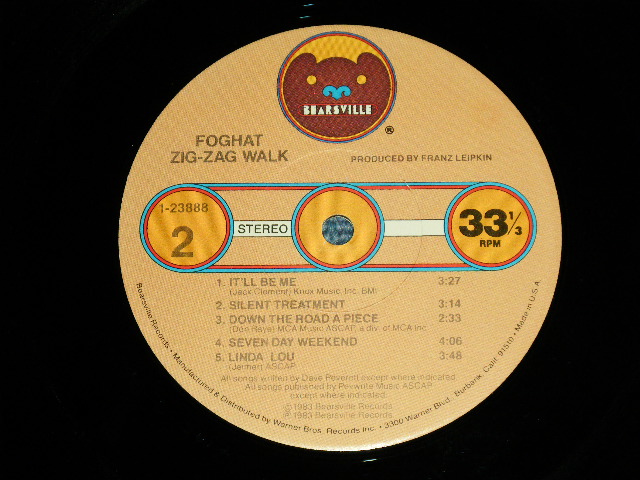 BEARSVILLE
®
FOGHAT
ZIG-ZAG WALK
PRODUCED BY FRANZ LEIPKIN
1-23888
2
STEREO
33 1/3
RPM
1. IT'LL BE ME 3:27
(Jack Clement) Knox Music, Inc. BMI
2. SILENT TREATMENT 3:14
3. DOWN THE ROAD A PIECE 2:33
(Don Raye) MCA Music ASCAP, a div. of MCA Inc.
4. SEVEN DAY WEEKEND 4:06
5. LINDA LOU 3:48
ASCAP
All songs written by Dave Peverett except where indicated.
All songs published by Pevwrite Music ASCAP
except where indicated.
© 1983 Bearsville Records
℗ 1983 Bearsville Records
Bearsville Records • Manufactured & Distributed by Warner Bros. Records Inc. • 3300 Warner Blvd., Burbank, Calif. 91510 • Made in U.S.A.